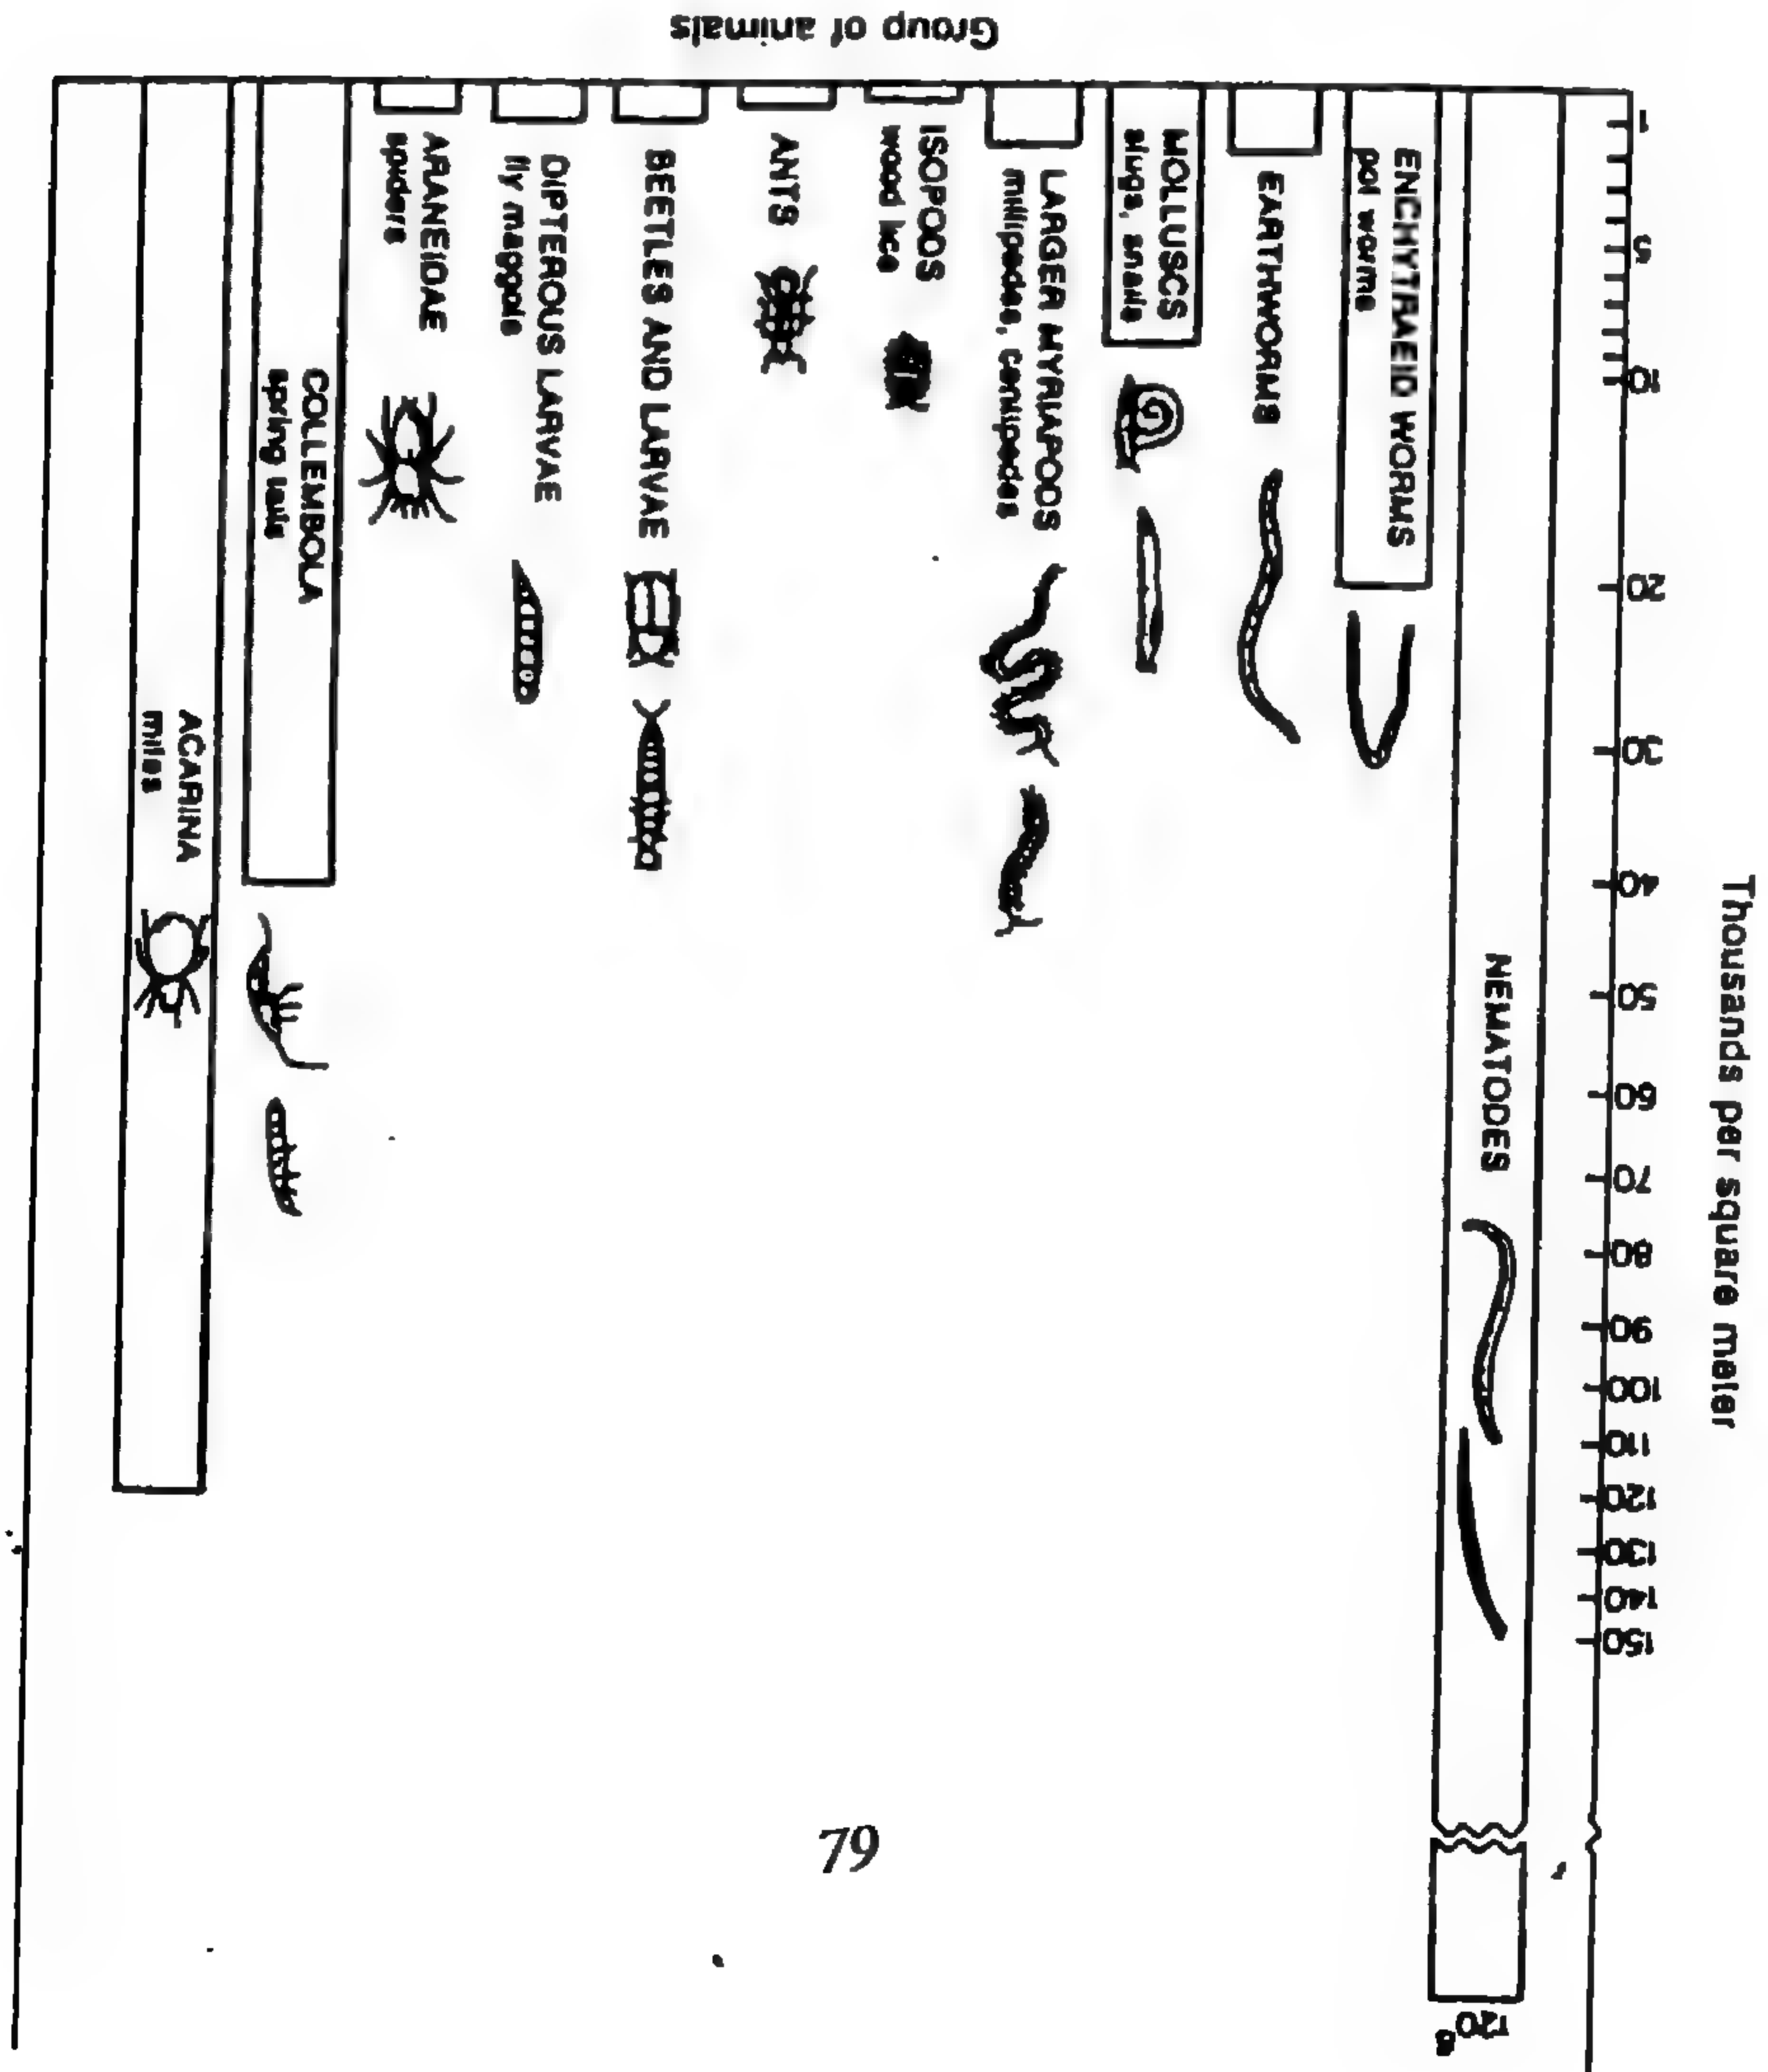 Group of animals
ARANEIDAE
spiders
DIPTEROUS LARVAE
fly maggots
BEETLES AND LARVAE
ANTS
ISOPODS
wood lice
LARGER MYRIAPODS
millipedes, centipedes
MOLLUSCS
slugs, snails
EARTHWORMS
ENCHYTRAEID WORMS
pot worms
COLLEMBOLA
spring tails
ACARINA
mites
NEMATODES
Thousands per square meter
1
5
10
20
30
40
50
60
70
80
90
100
110
120
130
140
150
79